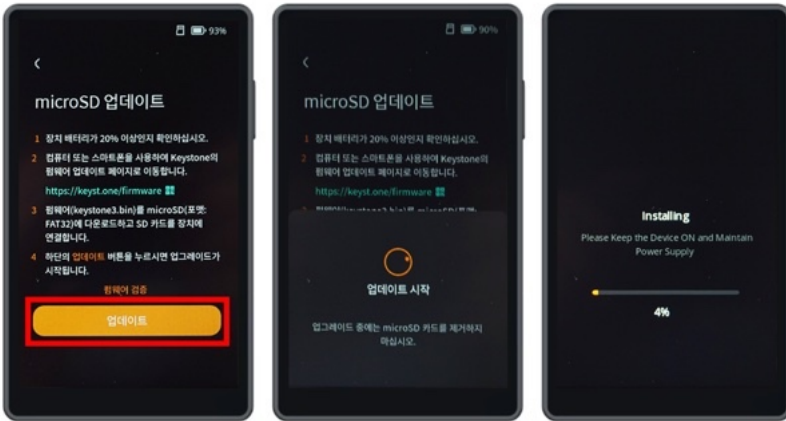 93%
microSD 업데이트
1 장치 배터리가 20% 이상인지 확인하십시오.
2 컴퓨터 또는 스마트폰을 사용하여 Keystone의
펌웨어 업데이트 페이지로 이동합니다.
https://keyst.one/firmware
3 펌웨어(keystone3.bin)를 microSD(포맷:
FAT32)에 다운로드하고 SD 카드를 장치에
연결합니다.
4 하단의 업데이트 버튼을 누르시면 업그레이드가
시작됩니다.
펌웨어 검증
업데이트
90%
microSD 업데이트
1 장치 배터리가 20% 이상인지 확인하십시오.
2 컴퓨터 또는 스마트폰을 사용하여 Keystone의
펌웨어 업데이트 페이지로 이동합니다.
https://keyst.one/firmware
3 펌웨어(keystone3.bin)를 microSD(포맷:
업데이트 시작
업그레이드 중에는 microSD 카드를 제거하지
마십시오.
Installing
Please Keep the Device ON and Maintain
Power Supply
4%